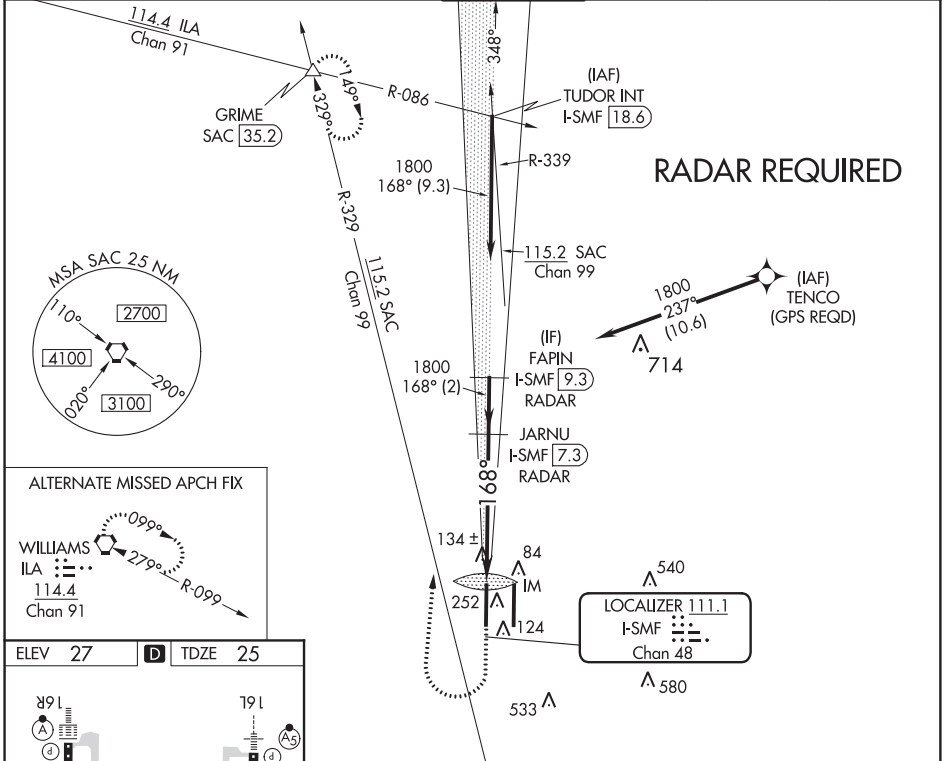 114.4 ILA
Chan 91
GRIME
SAC 35.2
149°
329°
R-086
348°
(IAF)
TUDOR INT
I-SMF 18.6
R-339
1800
168° (9.3)
RADAR REQUIRED
R-329
115.2 SAC
Chan 99
115.2 SAC
Chan 99
MSA SAC 25 NM
110°
2700
4100
020°
3100
290°
1800
237°
(10.6)
(IAF)
TENCO
(GPS REQD)
714
(IF)
FAPIN
I-SMF 9.3
RADAR
1800
168° (2)
JARNU
I-SMF 7.3
RADAR
168°
ALTERNATE MISSED APCH FIX
WILLIAMS
ILA
114.4
Chan 91
099°
279°
R-099
134 ±
84
IM
252
124
540
LOCALIZER 111.1
I-SMF
Chan 48
580
533
ELEV 27
D
TDZE 25
16R
16L
A
P
A5
P